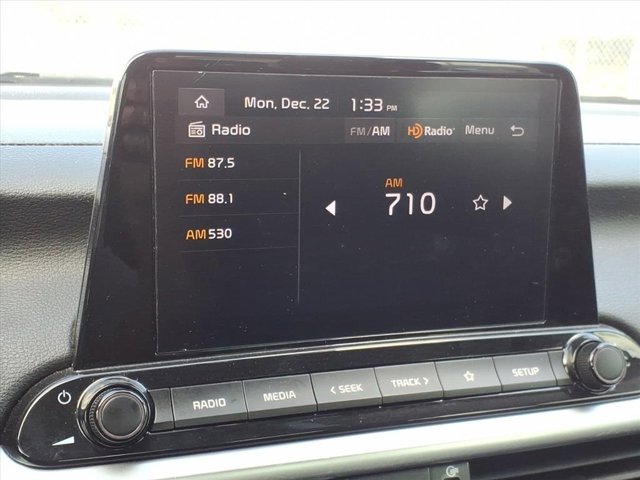 Mon, Dec. 22 1:33 PM
Radio FM/AM HD Radio Menu
FM 87.5
FM 88.1
AM 530
AM
710
RADIO MEDIA < SEEK TRACK > SETUP